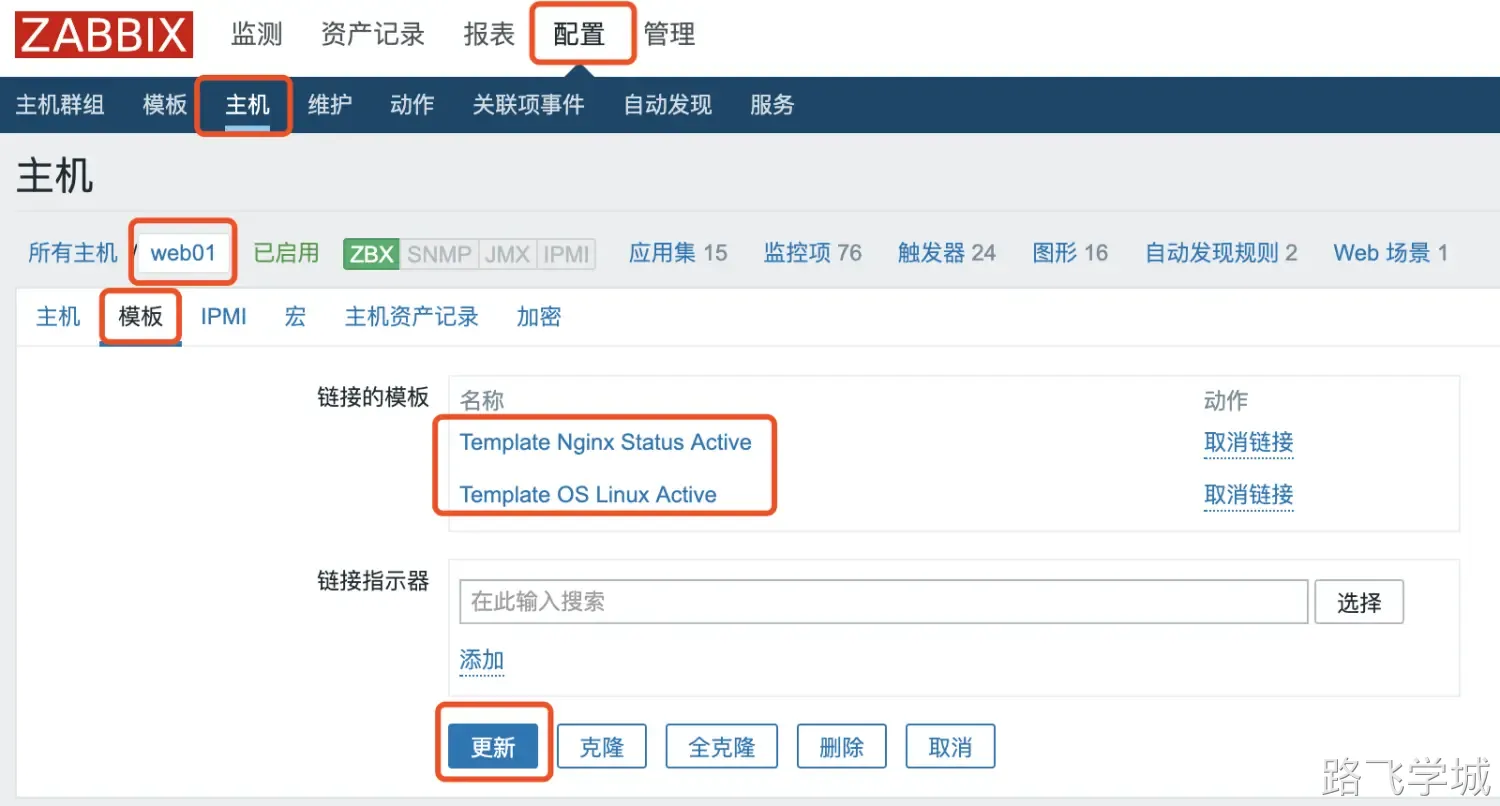 ZABBIX 监测 资产记录 报表 配置 管理
主机群组 模板 主机 维护 动作 关联项事件 自动发现 服务
主机
所有主机 / web01 已启用 ZBX SNMP JMX IPMI 应用集 15 监控项 76 触发器 24 图形 16 自动发现规则 2 Web 场景 1
主机 模板 IPMI 宏 主机资产记录 加密
链接的模板 名称 动作
Template Nginx Status Active 取消链接
Template OS Linux Active 取消链接
链接指示器 在此输入搜索 选择
添加
更新 克隆 全克隆 删除 取消
路飞学城